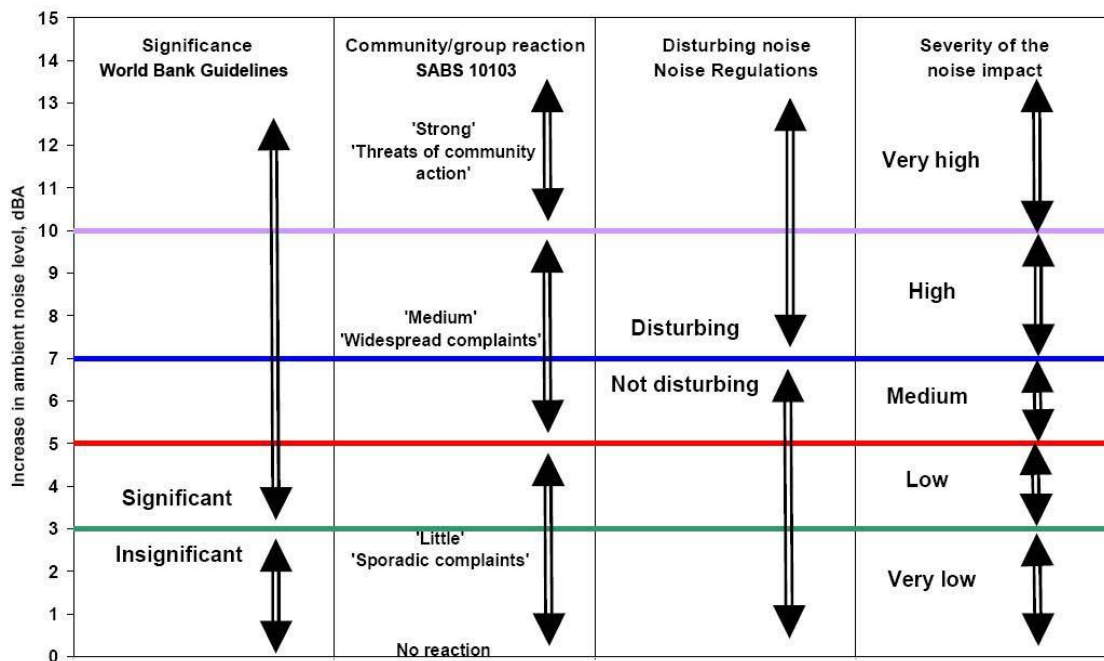 Increase in ambient noise level, dBA
15
14
13
12
11
10
9
8
7
6
5
4
3
2
1
0
Significance
World Bank Guidelines
Significant
Insignificant
Community/group reaction
SABS 10103
'Strong'
'Threats of community
action'
'Medium'
'Widespread complaints'
'Little'
'Sporadic complaints'
No reaction
Disturbing noise
Noise Regulations
Disturbing
Not disturbing
Severity of the
noise impact
Very high
High
Medium
Low
Very low